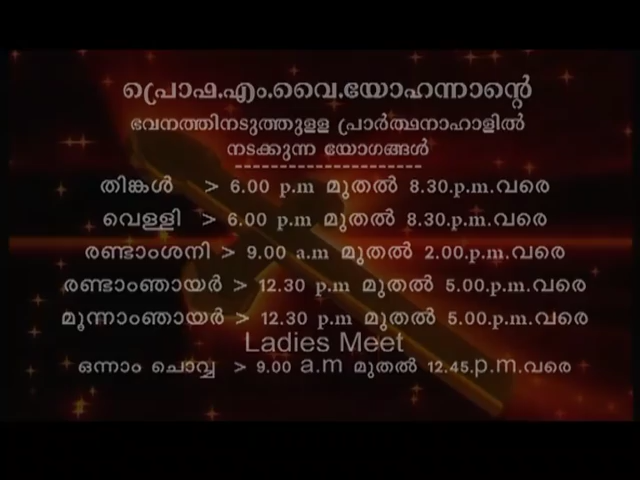 പ്രൊഫ.എം.വൈ.യോഹന്നാന്റെ
ഭവനത്തിനടുത്തുളള പ്രാർത്ഥനാഹാളിൽ
നടക്കുന്ന യോഗങ്ങൾ
---------------------
തിങ്കൾ > 6.00 p.m മുതൽ 8.30.p.m.വരെ
വെള്ളി > 6.00 p.m മുതൽ 8.30.p.m.വരെ
രണ്ടാംശനി > 9.00 a.m മുതൽ 2.00.p.m.വരെ
രണ്ടാംഞായർ > 12.30 p.m മുതൽ 5.00.p.m.വരെ
മൂന്നാംഞായർ > 12.30 p.m മുതൽ 5.00.p.m.വരെ
Ladies Meet
ഒന്നാം ചൊവ്വ > 9.00 a.m മുതൽ 12.45.p.m.വരെ